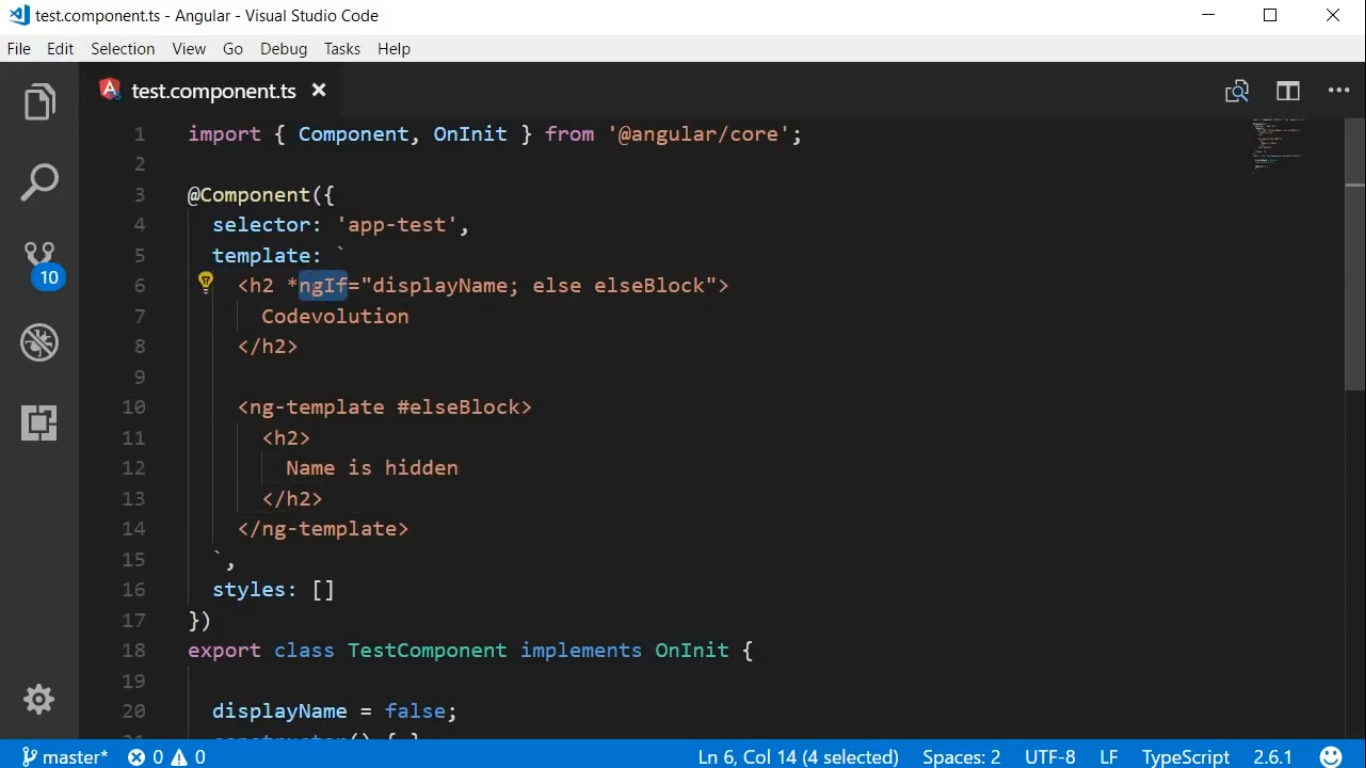 test.component.ts - Angular - Visual Studio Code
File Edit Selection View Go Debug Tasks Help
test.component.ts
1 import { Component, OnInit } from '@angular/core';
2
3 @Component({
4 selector: 'app-test',
5 template: `
6 <h2 *ngIf="displayName; else elseBlock">
7 Codevolution
8 </h2>
9
10 <ng-template #elseBlock>
11 <h2>
12 Name is hidden
13 </h2>
14 </ng-template>
15 `,
16 styles: []
17 })
18 export class TestComponent implements OnInit {
19
20 displayName = false;
21 constructor() { }
10
master* 0 0 Ln 6, Col 14 (4 selected) Spaces: 2 UTF-8 LF TypeScript 2.6.1